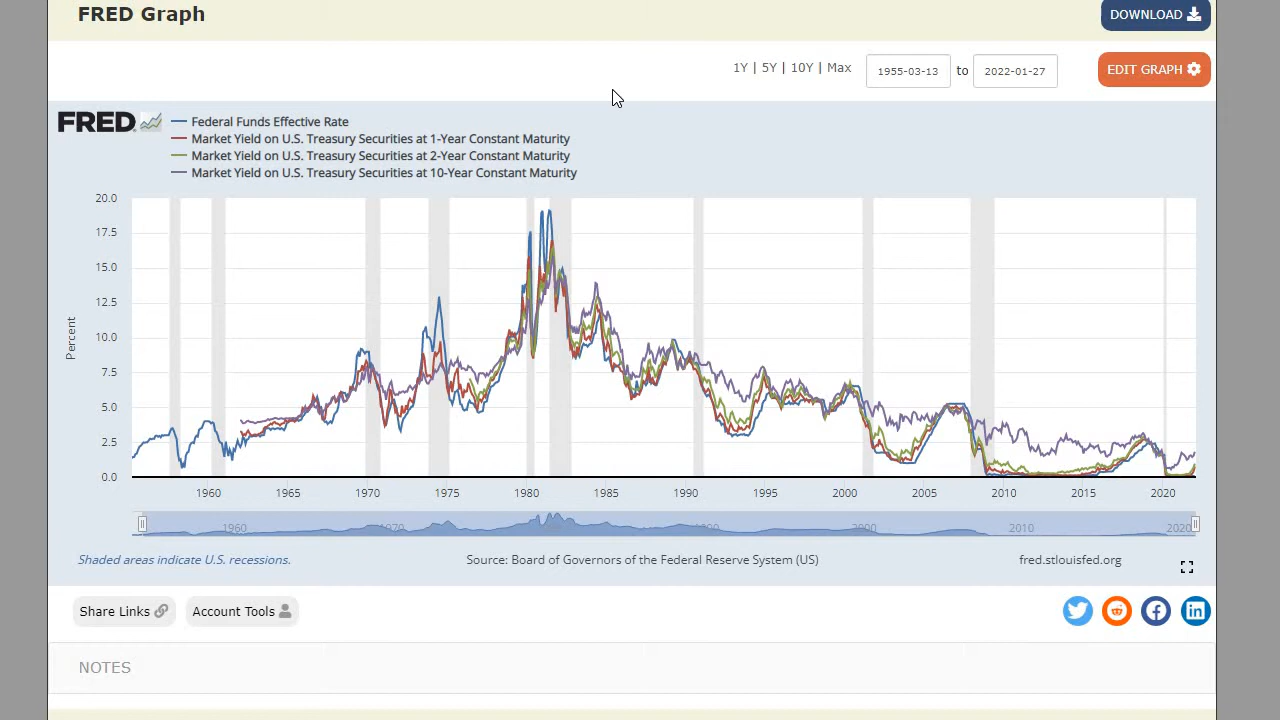 FRED Graph
DOWNLOAD
1Y | 5Y | 10Y | Max
1955-03-13 to 2022-01-27
EDIT GRAPH
FRED
Federal Funds Effective Rate
Market Yield on U.S. Treasury Securities at 1-Year Constant Maturity
Market Yield on U.S. Treasury Securities at 2-Year Constant Maturity
Market Yield on U.S. Treasury Securities at 10-Year Constant Maturity
20.0
17.5
15.0
12.5
10.0
7.5
5.0
2.5
0.0
Percent
1960 1965 1970 1975 1980 1985 1990 1995 2000 2005 2010 2015 2020
1960 1970 1990 2000 2010 2020
Shaded areas indicate U.S. recessions.
Source: Board of Governors of the Federal Reserve System (US)
fred.stlouisfed.org
Share Links
Account Tools
NOTES